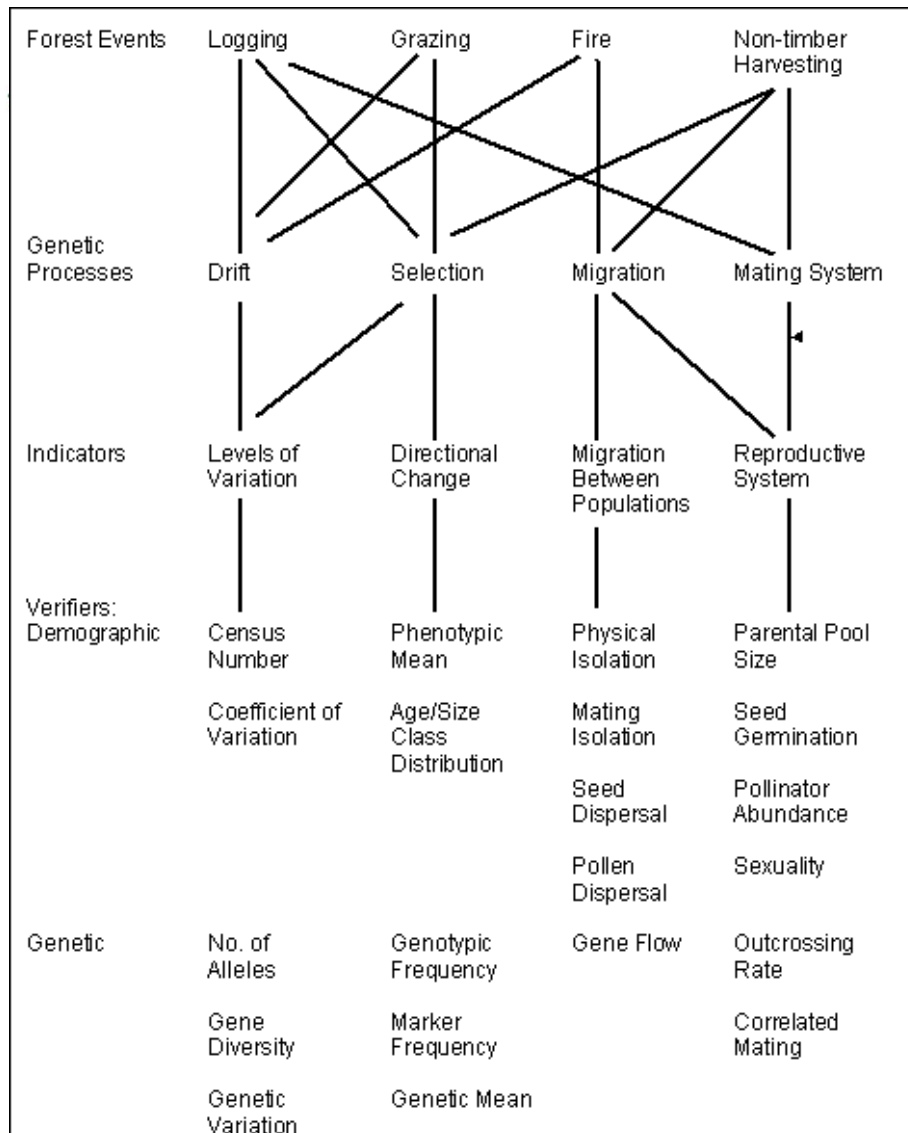 Forest Events Logging Grazing Fire Non-timber
Harvesting
Genetic
Processes Drift Selection Migration Mating System
Indicators Levels of Directional Migration Reproductive
Variation Change Between System
Populations
Verifiers:
Demographic Census Phenotypic Physical Parental Pool
Number Mean Isolation Size
Coefficient of Age/Size Mating Seed
Variation Class Isolation Germination
Distribution
Seed Pollinator
Dispersal Abundance
Pollen Sexuality
Dispersal
Genetic No. of Genotypic Gene Flow Outcrossing
Alleles Frequency Rate
Gene Marker Correlated
Diversity Frequency Mating
Genetic Genetic Mean
Variation